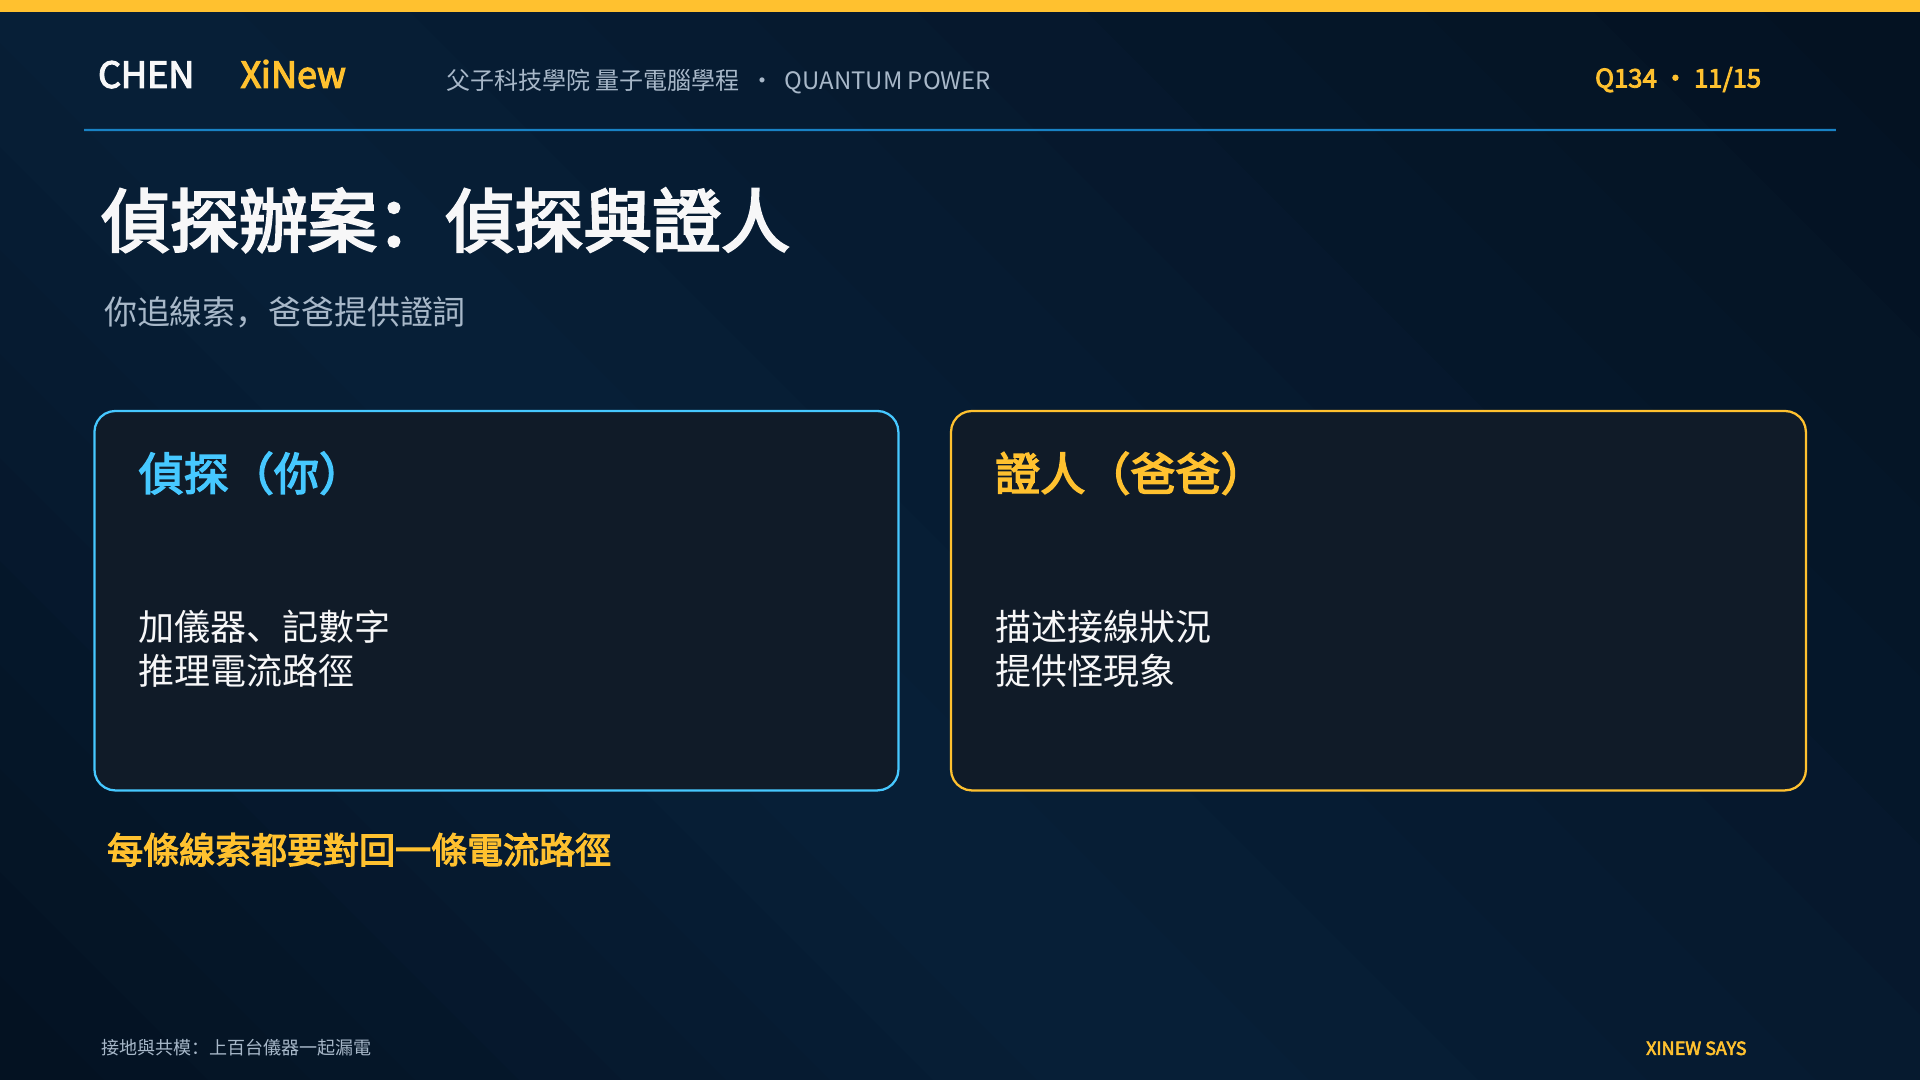 CHEN XiNew 父子科技學院 量子電腦學程 · QUANTUM POWER Q134 · 11/15
偵探辦案：偵探與證人
你追線索，爸爸提供證詞
偵探（你）
加儀器、記數字
推理電流路徑
證人（爸爸）
描述接線狀況
提供怪現象
每條線索都要對回一條電流路徑
接地與共模：上百台儀器一起漏電
XINEW SAYS